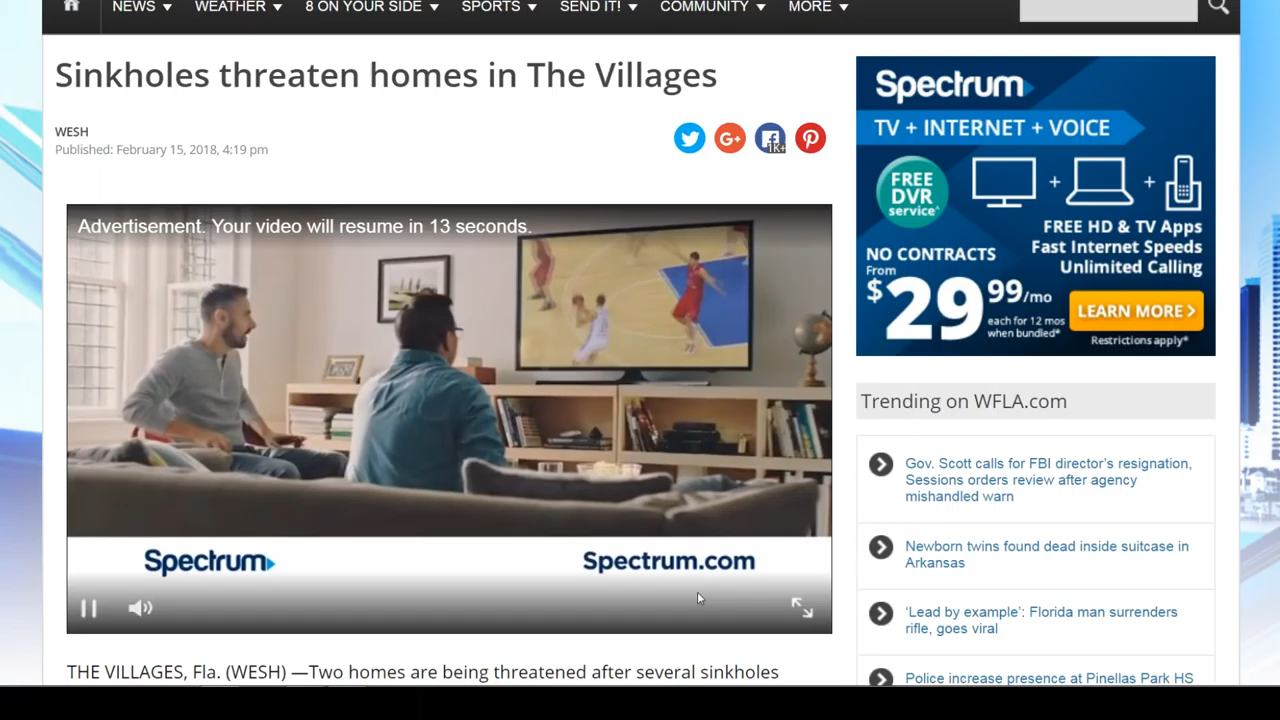 NEWS WEATHER 8 ON YOUR SIDE SPORTS SEND IT! COMMUNITY MORE
Sinkholes threaten homes in The Villages
WESH
Published: February 15, 2018, 4:19 pm
1K+
Advertisement. Your video will resume in 13 seconds.
Spectrum
Spectrum.com
THE VILLAGES, Fla. (WESH) —Two homes are being threatened after several sinkholes
Spectrum
TV + INTERNET + VOICE
FREE
DVR
service^
+ +
FREE HD & TV Apps
Fast Internet Speeds
Unlimited Calling
NO CONTRACTS
From
$29.99/mo
each for 12 mos
when bundled*
LEARN MORE >
Restrictions apply*
Trending on WFLA.com
Gov. Scott calls for FBI director's resignation,
Sessions orders review after agency
mishandled warn
Newborn twins found dead inside suitcase in
Arkansas
‘Lead by example’: Florida man surrenders
rifle, goes viral
Police increase presence at Pinellas Park HS